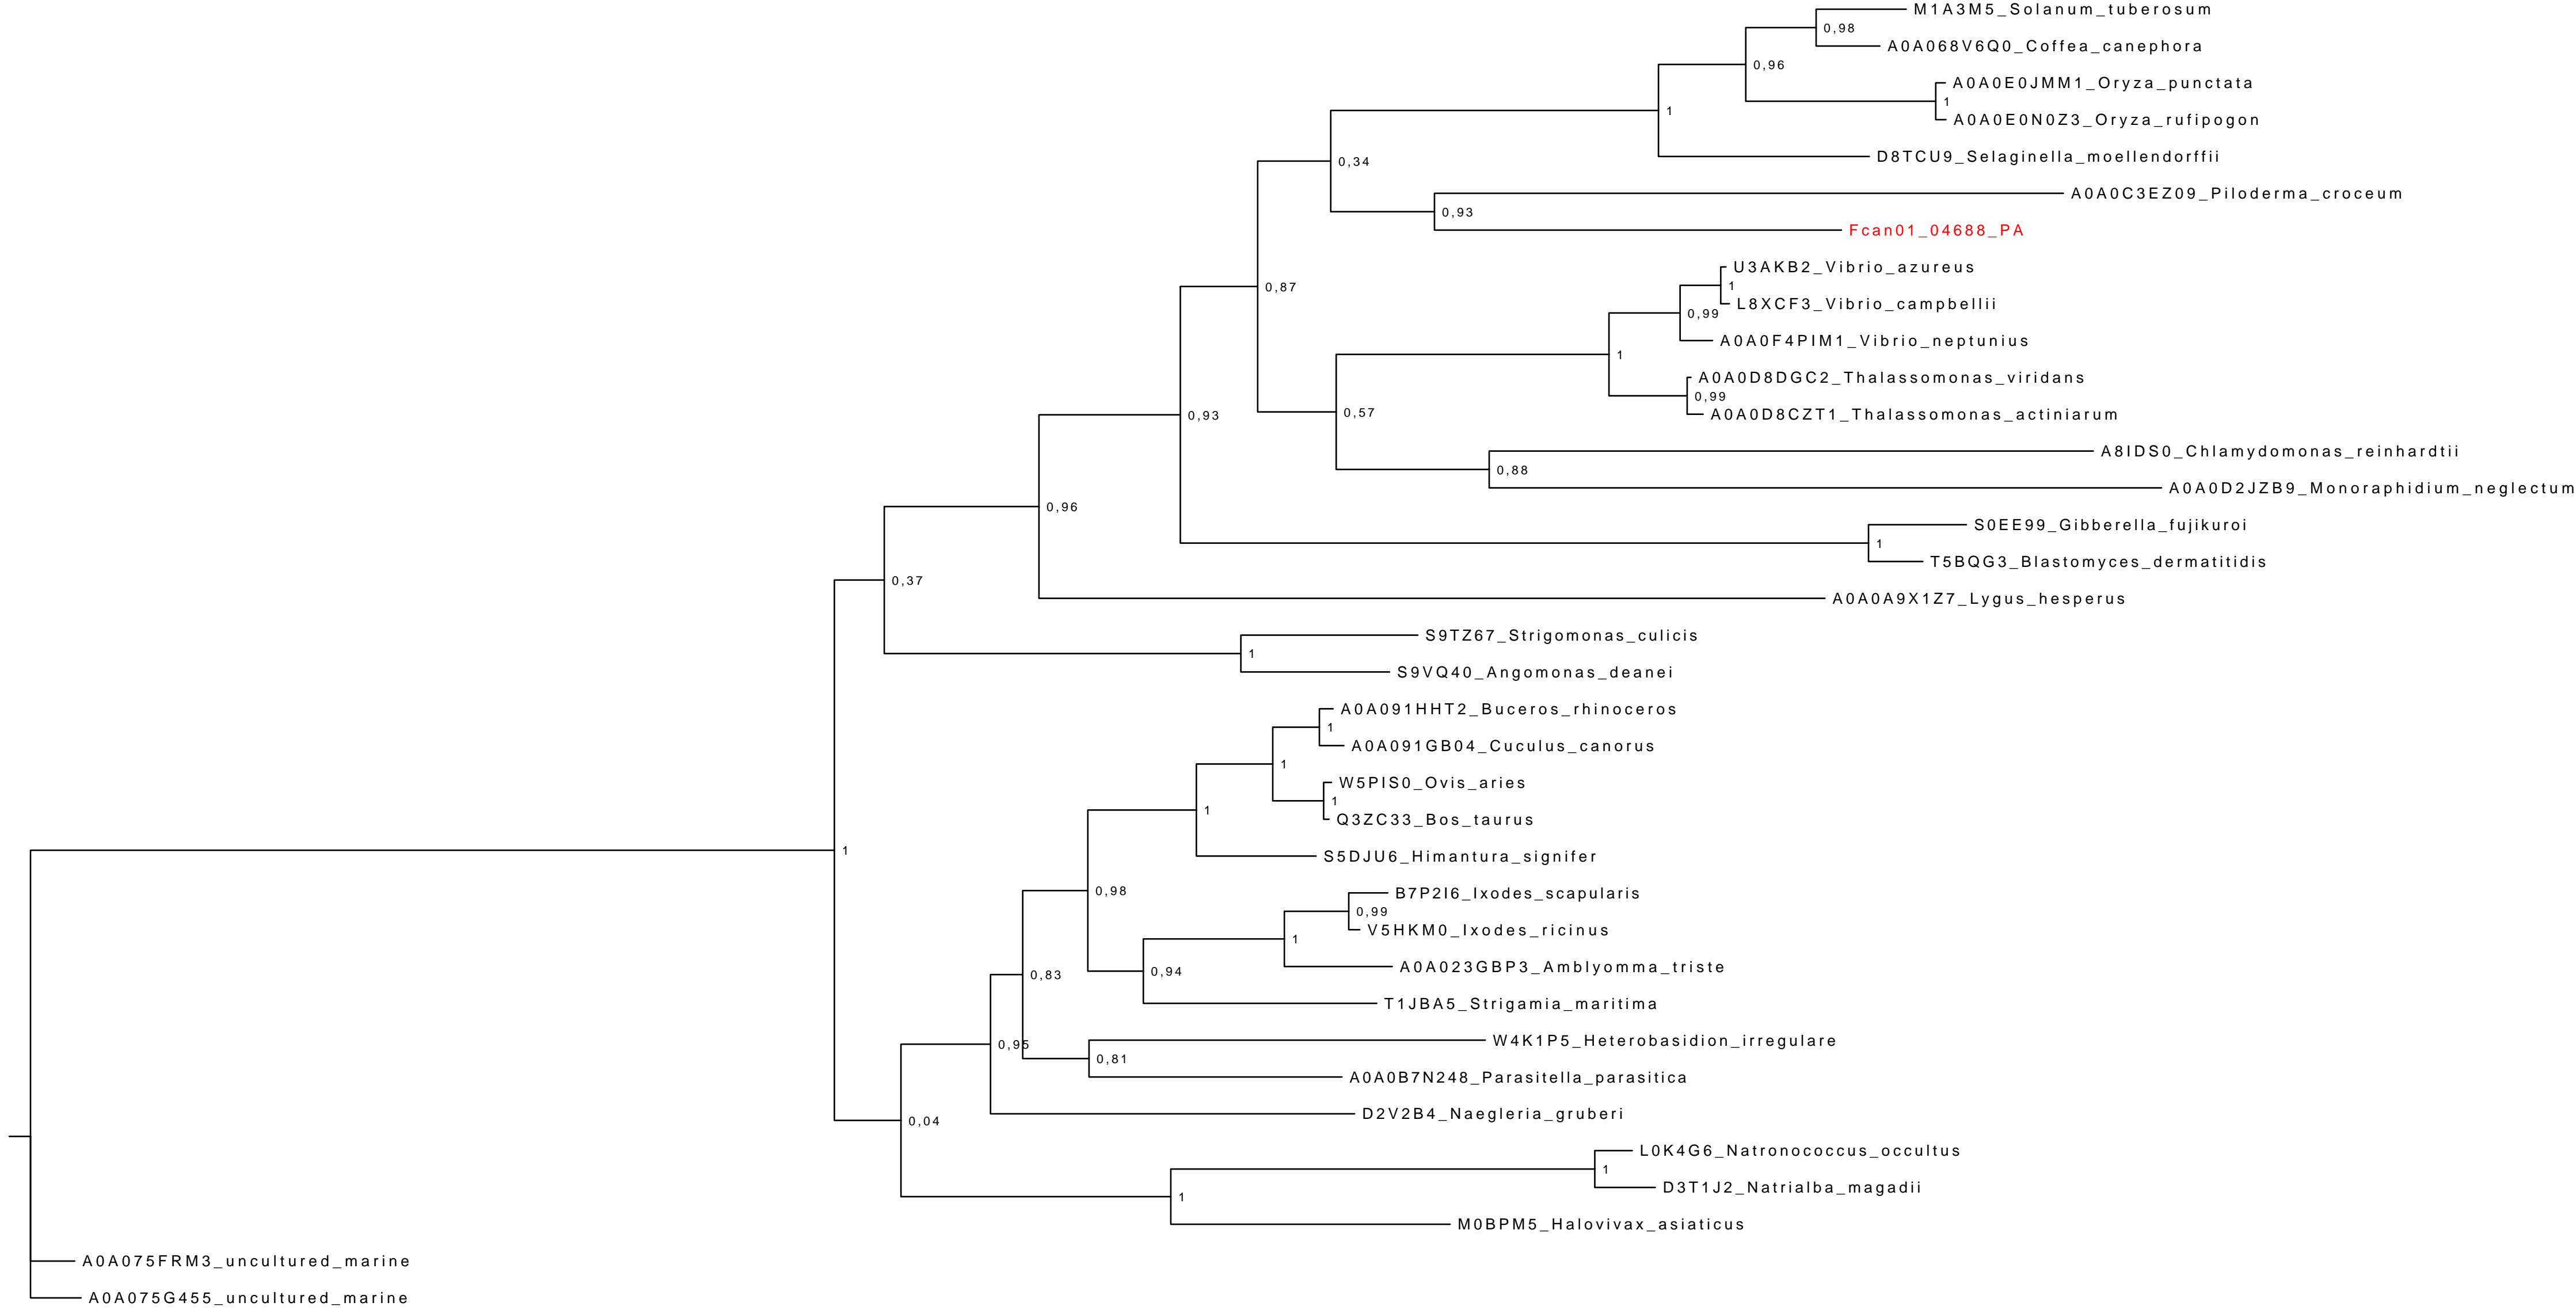 M1A3M5_Solanum_tuberosum
0,98
A0A068V6Q0_Coffea_canephora
0,96
A0A0E0JMM1_Oryza_punctata
1
A0A0E0N0Z3_Oryza_rufipogon
1
D8TCU9_Selaginella_moellendorffii
0,34
A0A0C3EZ09_Piloderma_croceum
0,93
Fcan01_04688_PA
U3AKB2_Vibrio_azureus
0,87
1
L8XCF3_Vibrio_campbellii
0,99
A0A0F4PIM1_Vibrio_neptunius
1
A0A0D8DGC2_Thalassomonas_viridans
0,99
0,57
A0A0D8CZT1_Thalassomonas_actiniarum
0,93
A8IDS0_Chlamydomonas_reinhardtii
0,88
A0A0D2JZB9_Monoraphidium_neglectum
0,96
S0EE99_Gibberella_fujikuroi
1
T5BQG3_Blastomyces_dermatitidis
0,37
A0A0A9X1Z7_Lygus_hesperus
S9TZ67_Strigomonas_culicis
1
S9VQ40_Angomonas_deanei
A0A091HHT2_Buceros_rhinoceros
1
A0A091GB04_Cuculus_canorus
1
W5PIS0_Ovis_aries
1
1
Q3ZC33_Bos_taurus
1
S5DJU6_Himantura_signifer
0,98
B7P2I6_Ixodes_scapularis
0,99
V5HKM0_Ixodes_ricinus
1
A0A023GBP3_Amblyomma_triste
0,94
0,83
T1JBA5_Strigamia_maritima
W4K1P5_Heterobasidion_irregulare
0,95
0,81
A0A0B7N248_Parasitella_parasitica
D2V2B4_Naegleria_gruberi
0,04
L0K4G6_Natronococcus_occultus
1
D3T1J2_Natrialba_magadii
1
M0BPM5_Halovivax_asiaticus
A0A075FRM3_uncultured_marine
A0A075G455_uncultured_marine